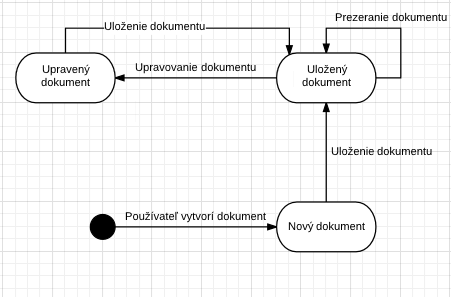 Prezeranie dokumentu
Uloženie dokumentu
Upravený
dokument
Upravovanie dokumentu
Uložený
dokument
Uloženie dokumentu
Používateľ vytvorí dokument
Nový dokument